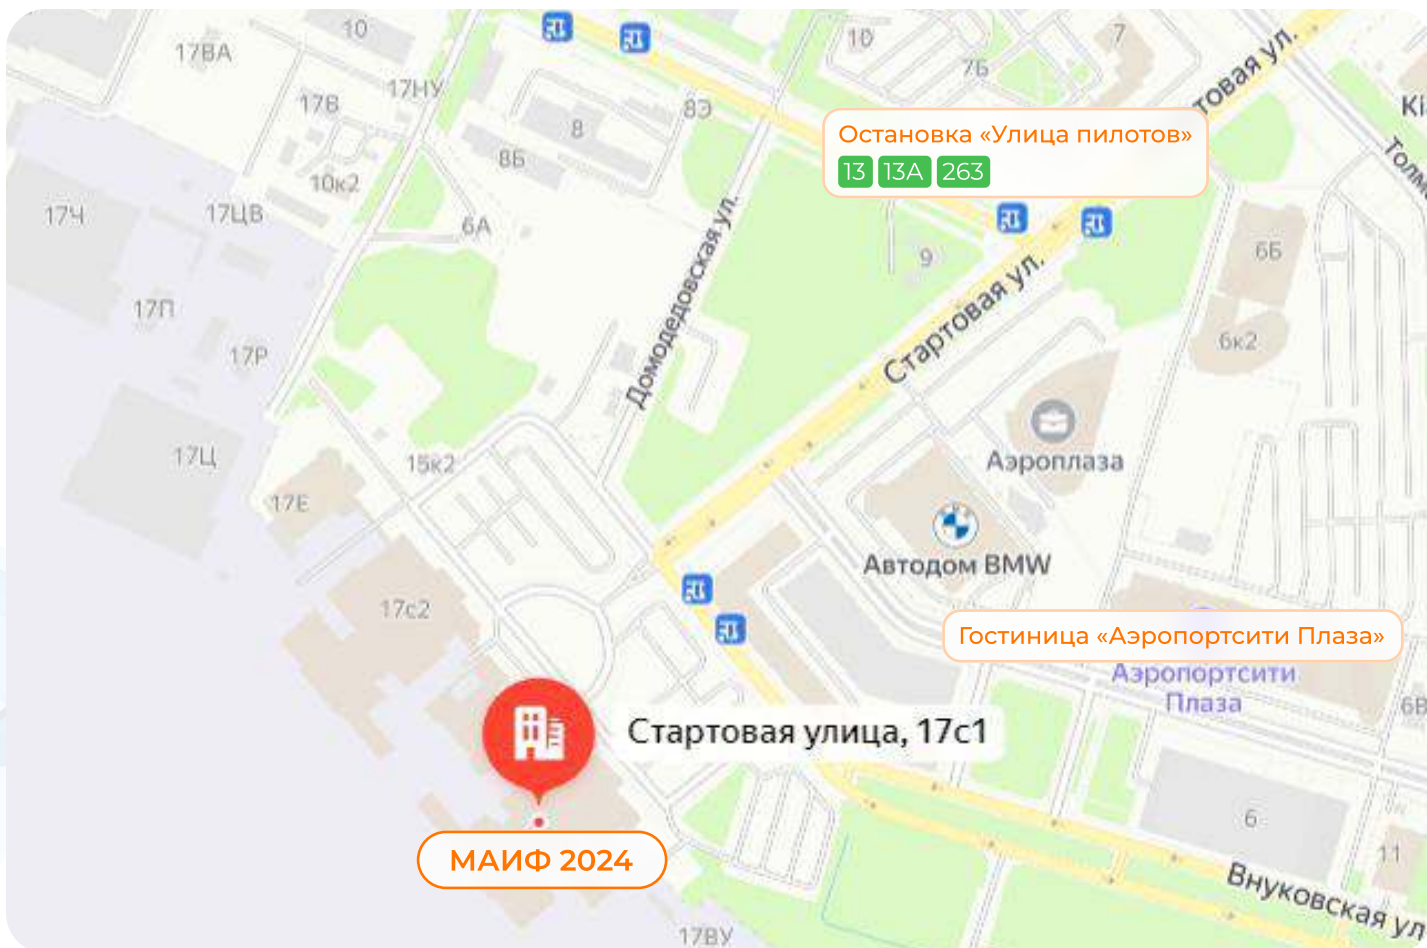 10
17ВА
17НУ
17В
10
7
7Б
товая ул.
Ki
8Э
8
8Б
Остановка «Улица пилотов»
13 13А 263
10к2
17Ч
17ЦВ
6А
Домодедовская ул.
9
Стартовая ул.
6Б
17П
17Р
6к2
17Ц
15к2
Аэроплаза
17Е
Автодом BMW
17с2
Гостиница «Аэропортсити Плаза»
Аэропортсити
Плаза
6В
Стартовая улица, 17с1
6
МАИФ 2024
11
Внуковская ул
17ВУ